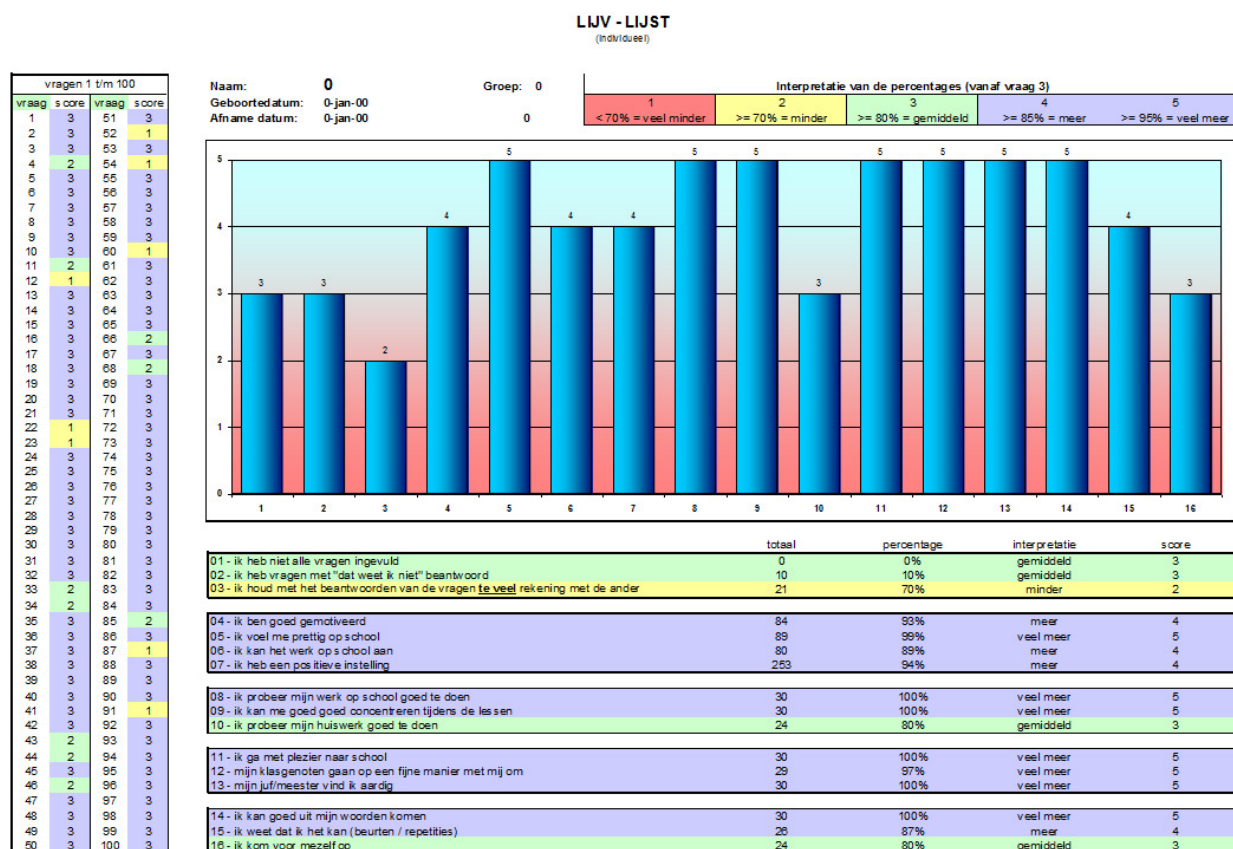 LIJV - LIJST
(individueel)
vragen 1 t/m 100
vraag score vraag score
1 3 51 3
2 3 52 1
3 3 53 3
4 2 54 1
5 3 55 3
6 3 56 3
7 3 57 3
8 3 58 3
9 3 59 3
10 3 60 1
11 2 61 3
12 1 62 3
13 3 63 3
14 3 64 3
15 3 65 3
16 2 66 2
17 3 67 3
18 2 68 2
19 3 69 3
20 3 70 3
21 3 71 3
22 1 72 3
23 1 73 3
24 3 74 3
25 3 75 3
26 3 76 3
27 3 77 3
28 3 78 3
29 3 79 3
30 3 80 3
31 3 81 3
32 3 82 3
33 2 83 3
34 2 84 3
35 3 85 2
36 3 86 3
37 3 87 1
38 3 88 3
39 3 89 3
40 3 90 3
41 3 91 1
42 3 92 3
43 2 93 3
44 2 94 3
45 3 95 3
46 2 96 3
47 3 97 3
48 3 98 3
49 3 99 3
50 3 100 3
Naam: 0 Groep: 0
Geboortedatum: 0-jan-00
Afname datum: 0-jan-00 0
Interpretatie van de percentages (vanaf vraag 3)
1 2 3 4 5
<70% = veel minder >= 70% = minder >= 80% = gemiddeld >= 85% = meer >= 95% = veel meer
5
4
3
2
1
0
3 3 2 4 5 4 4 5 5 3 5 5 5 5 4 3
1 2 3 4 5 6 7 8 9 10 11 12 13 14 15 16
totaal percentage interpretatie score
01 - ik heb niet alle vragen ingevuld 0 0% gemiddeld 3
02 - ik heb vragen met "dat weet ik niet" beantwoord 10 10% gemiddeld 3
03 - ik houd met het beantwoorden van de vragen te veel rekening met de ander 21 70% minder 2
04 - ik ben goed gemotiveerd 84 93% meer 4
05 - ik voel me prettig op school 89 99% veel meer 5
06 - ik kan het werk op school aan 80 89% meer 4
07 - ik heb een positieve instelling 253 94% meer 4
08 - ik probeer mijn werk op school goed te doen 30 100% veel meer 5
09 - ik kan me goed concentreren tijdens de lessen 30 100% veel meer 5
10 - ik probeer mijn huiswerk goed te doen 24 80% gemiddeld 3
11 - ik ga met plezier naar school 30 100% veel meer 5
12 - mijn klasgenoten gaan op een fijne manier met mij om 29 97% veel meer 5
13 - mijn juf/meester vind ik aardig 30 100% veel meer 5
14 - ik kan goed uit mijn woorden komen 30 100% veel meer 5
15 - ik weet dat ik het kan (beurten / repetities) 26 87% meer 4
16 - ik kom voor mezelf op 24 80% gemiddeld 3